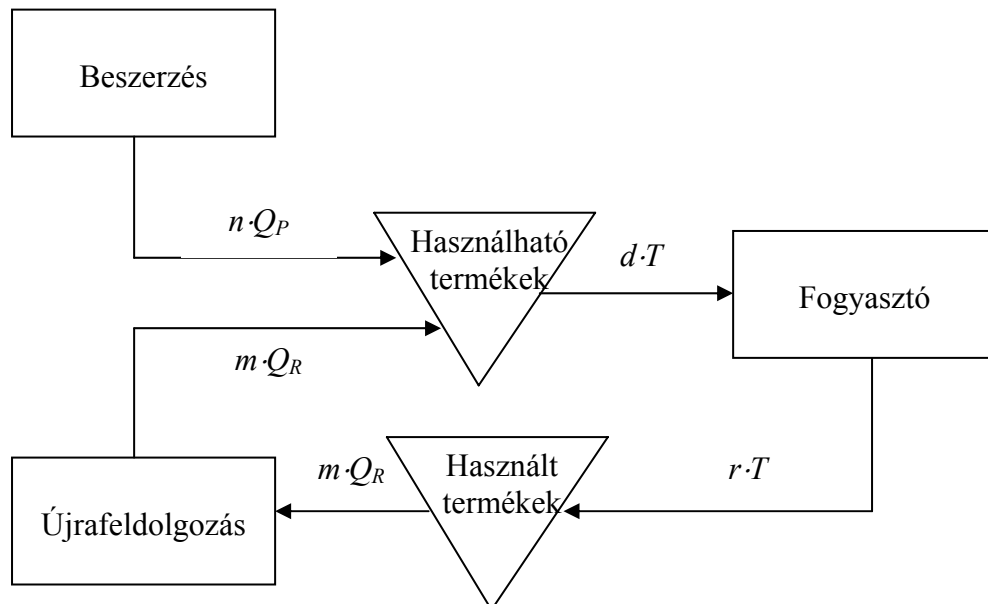 Beszerzés
n·Q_P
Használható
termékek
d·T
Fogyasztó
m·Q_R
Használt
termékek
m·Q_R
r·T
Újrafeldolgozás